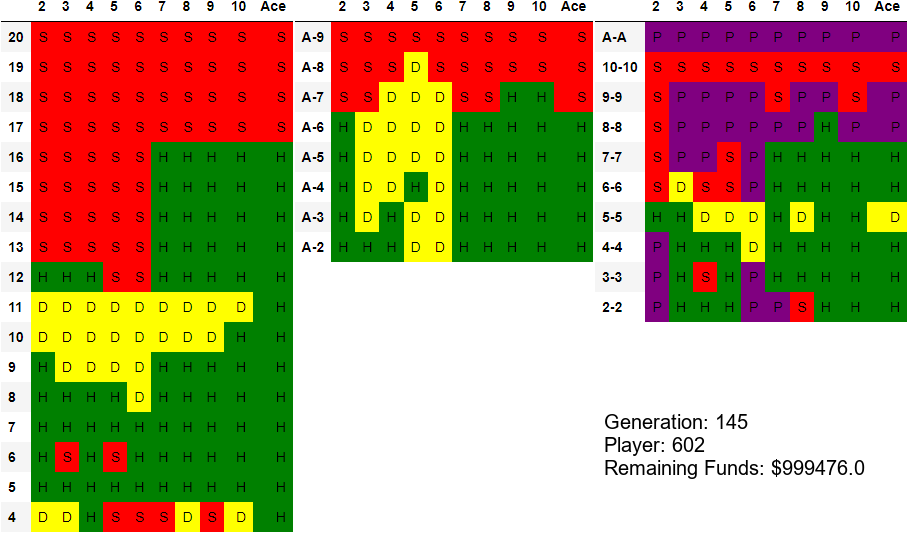 2 3 4 5 6 7 8 9 10 Ace
20 S S S S S S S S S S
19 S S S S S S S S S S
18 S S S S S S S S S S
17 S S S S S S S S S S
16 S S S S S H H H H H
15 S S S S S H H H H H
14 S S S S S H H H H H
13 S S S S S H H H H H
12 H H H S S H H H H H
11 D D D D D D D D D H
10 D D D D D D D D H H
9 H D D D D H H H H H
8 H H H H D H H H H H
7 H H H H H H H H H H
6 H S H S H H H H H H
5 H H H H H H H H H H
4 D D H S S S D S D H
2 3 4 5 6 7 8 9 10 Ace
A-9 S S S S S S S S S S
A-8 S S S D S S S S S S
A-7 S S D D D S S H H S
A-6 H D D D D H H H H H
A-5 H D D D D H H H H H
A-4 H D D H D H H H H H
A-3 H D H D D H H H H H
A-2 H H H D D H H H H H
2 3 4 5 6 7 8 9 10 Ace
A-A P P P P P P P P P P
10-10 S S S S S S S S S S
9-9 S P P P P S P P S P
8-8 S P P P P P P H P P
7-7 S P P S P H H H H H
6-6 S D S S P H H H H H
5-5 H H D D D H D H H D
4-4 P H H H D H H H H H
3-3 P H S H P H H H H H
2-2 P H H H P P S H H H
Generation: 145
Player: 602
Remaining Funds: $999476.0